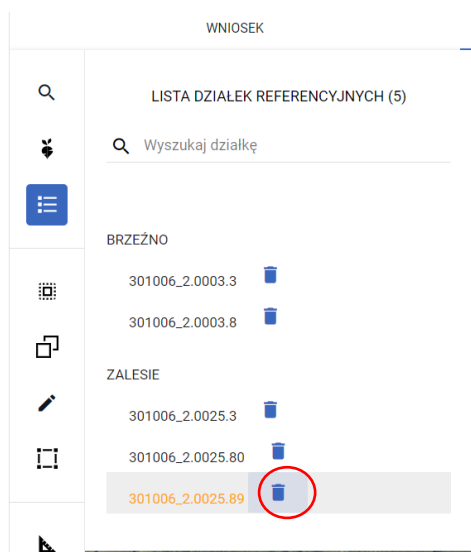 WNIOSEK
LISTA DZIAŁEK REFERENCYJNYCH (5)
Wyszukaj działkę
BRZEŹNO
301006_2.0003.3
301006_2.0003.8
ZALESIE
301006_2.0025.3
301006_2.0025.80
301006_2.0025.89